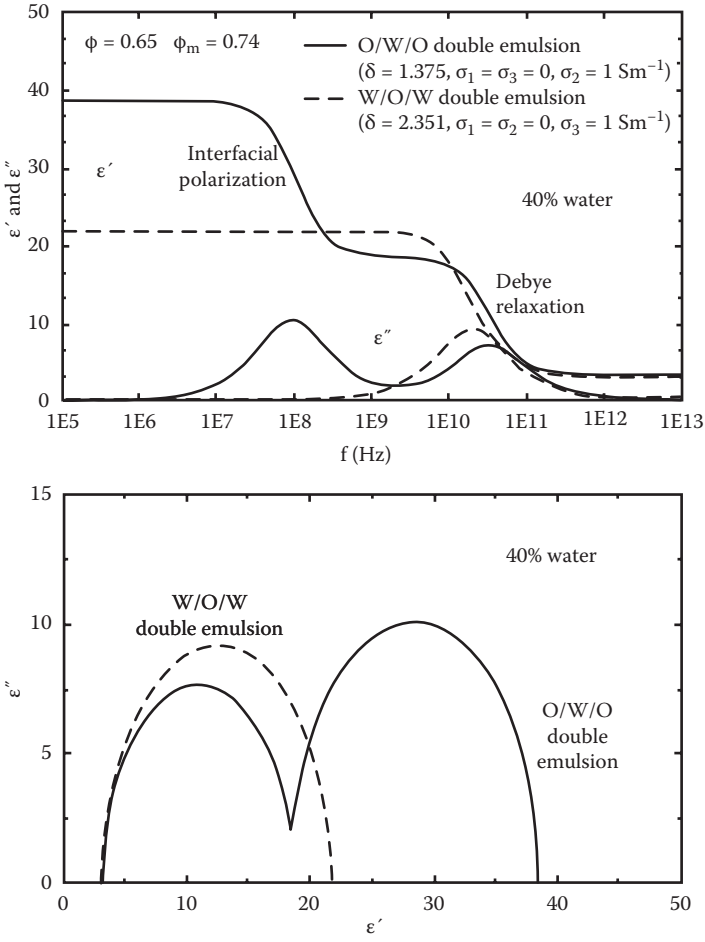 50
40
30
20
10
0
ε′ and ε″
φ = 0.65 φm = 0.74
O/W/O double emulsion
(δ = 1.375, σ1 = σ3 = 0, σ2 = 1 Sm−1)
W/O/W double emulsion
(δ = 2.351, σ1 = σ2 = 0, σ3 = 1 Sm−1)
Interfacial
polarization
ε′
40% water
Debye
relaxation
ε″
1E5 1E6 1E7 1E8 1E9 1E10 1E11 1E12 1E13
f (Hz)
15
10
5
0
ε″
40% water
W/O/W
double emulsion
O/W/O
double
emulsion
0 10 20 30 40 50
ε′